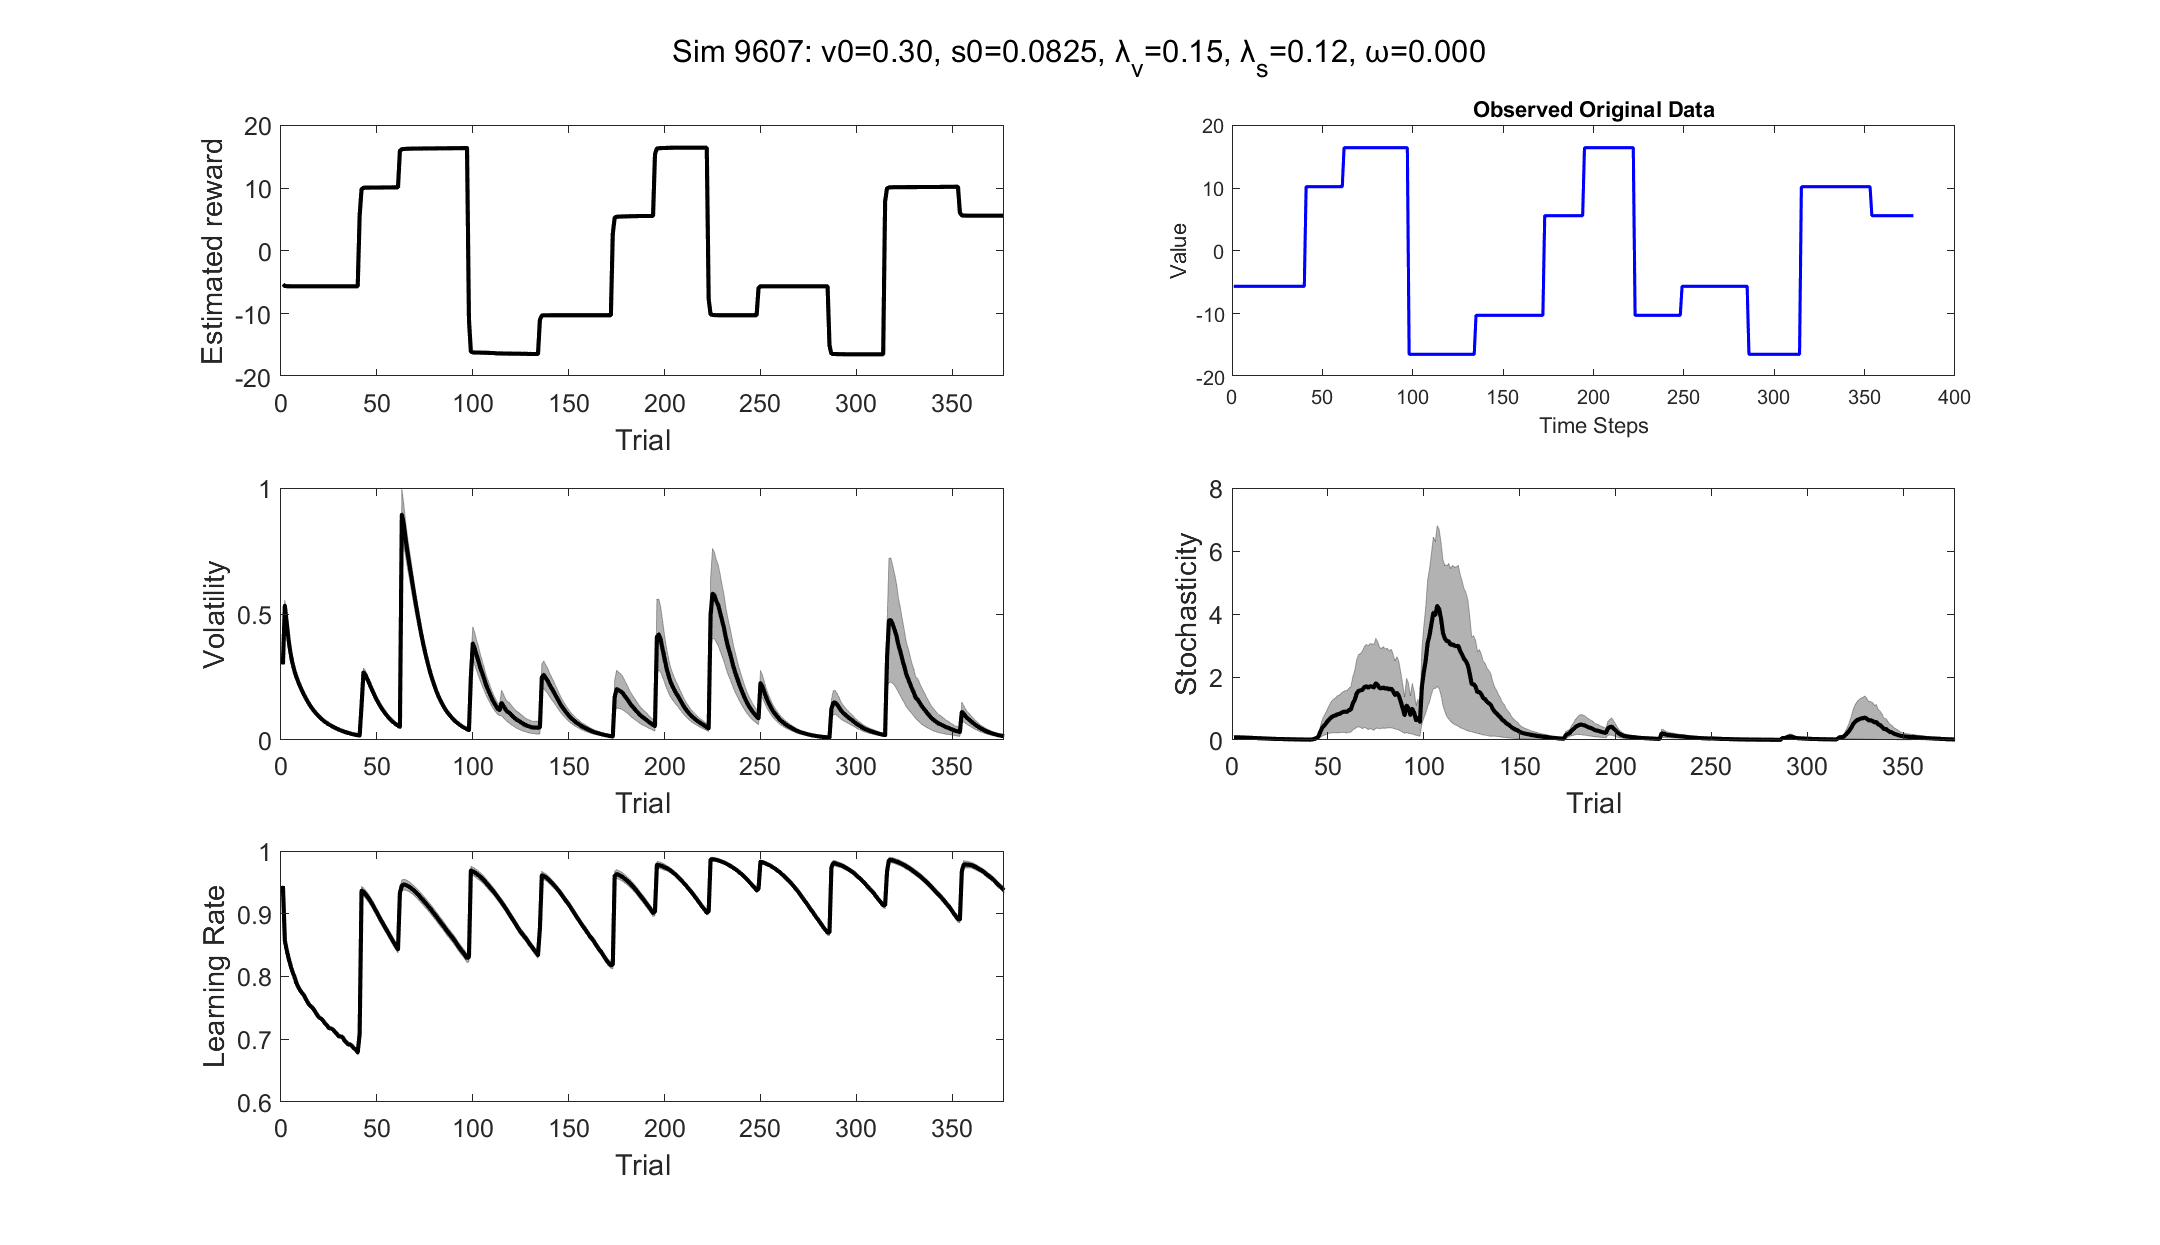 Sim 9607: v0=0.30, s0=0.0825, λ_v=0.15, λ_s=0.12, ω=0.000
Estimated reward
20
10
0
-10
-20
0 50 100 150 200 250 300 350
Trial
Observed Original Data
Value
20
10
0
-10
-20
0 50 100 150 200 250 300 350 400
Time Steps
Volatility
1
0.5
0
0 50 100 150 200 250 300 350
Trial
Stochasticity
8
6
4
2
0
0 50 100 150 200 250 300 350
Trial
Learning Rate
1
0.9
0.8
0.7
0.6
0 50 100 150 200 250 300 350
Trial